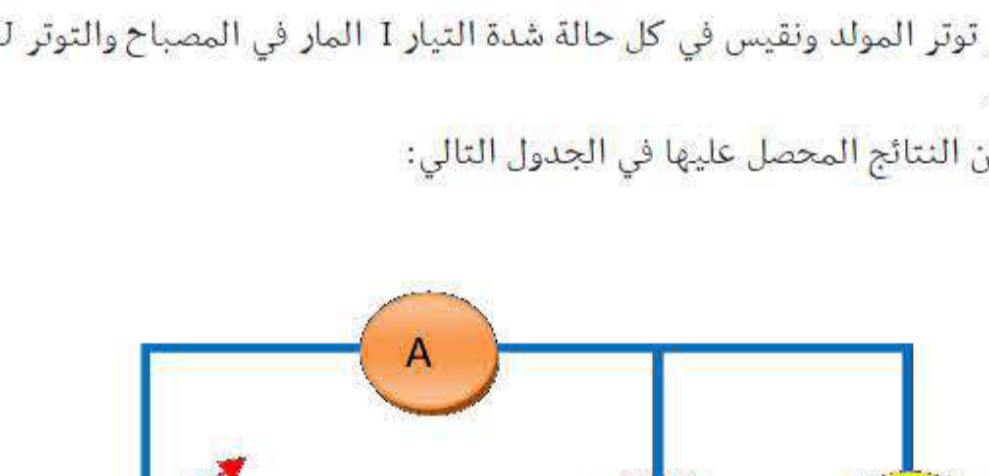 توتر المولد ونقيس في كل حالة شدة التيار I المار في المصباح والتوتر
النتائج المحصل عليها في الجدول التالي:
A